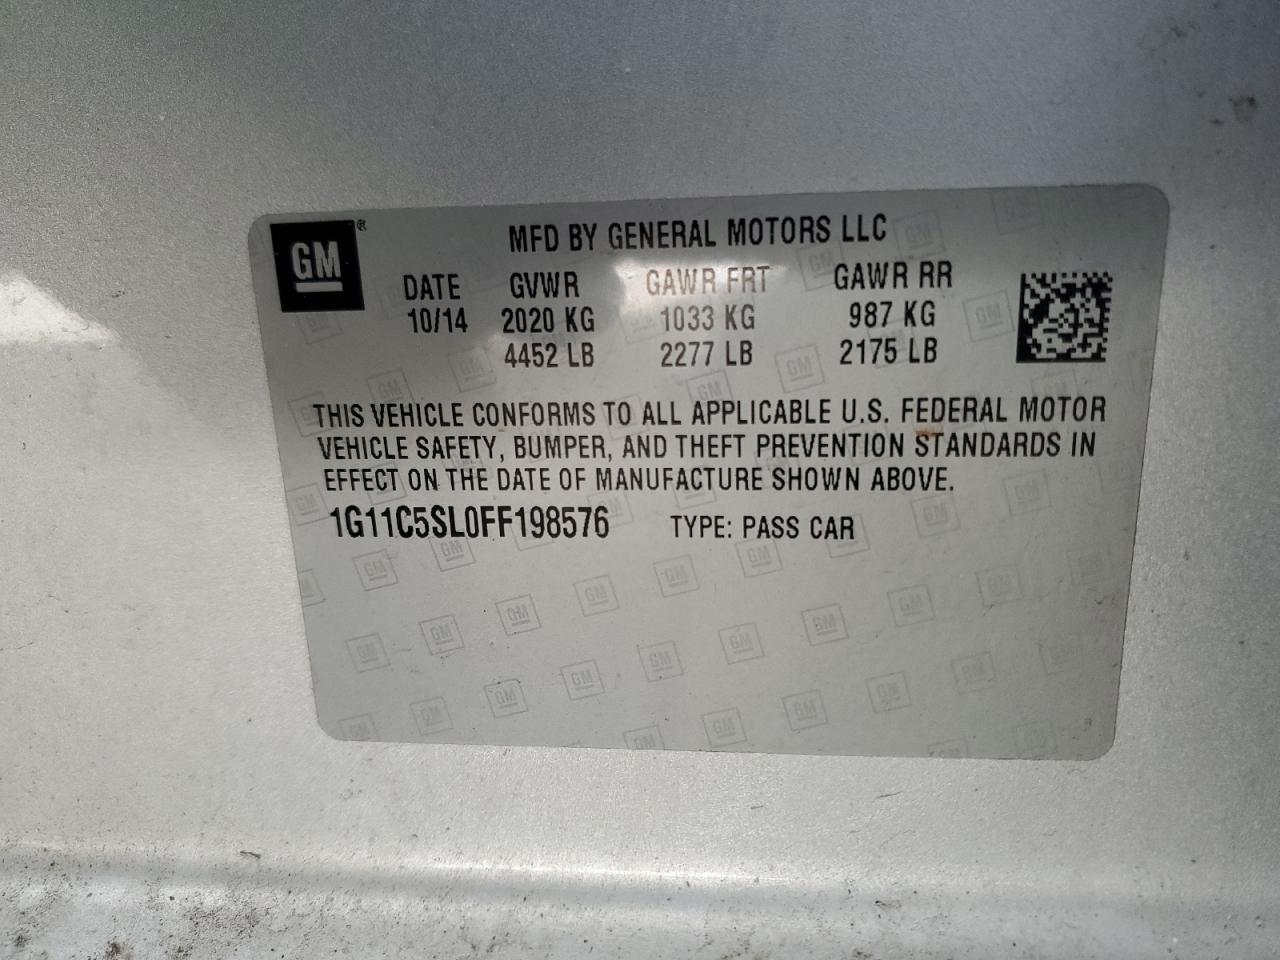 GM®
MFD BY GENERAL MOTORS LLC
DATE GVWR GAWR FRT GAWR RR
10/14 2020 KG 1033 KG 987 KG
4452 LB 2277 LB 2175 LB
THIS VEHICLE CONFORMS TO ALL APPLICABLE U.S. FEDERAL MOTOR
VEHICLE SAFETY, BUMPER, AND THEFT PREVENTION STANDARDS IN
EFFECT ON THE DATE OF MANUFACTURE SHOWN ABOVE.
1G11C5SL0FF198576 TYPE: PASS CAR